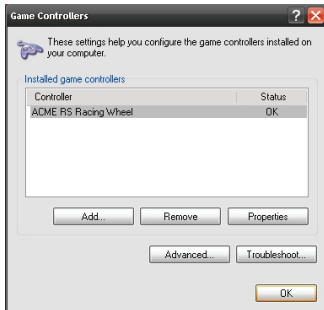 Game Controllers
These settings help you configure the game controllers installed on
your computer.
Installed game controllers
Controller Status
ACME RS Racing Wheel OK
Add... Remove Properties
Advanced... Troubleshoot...
OK